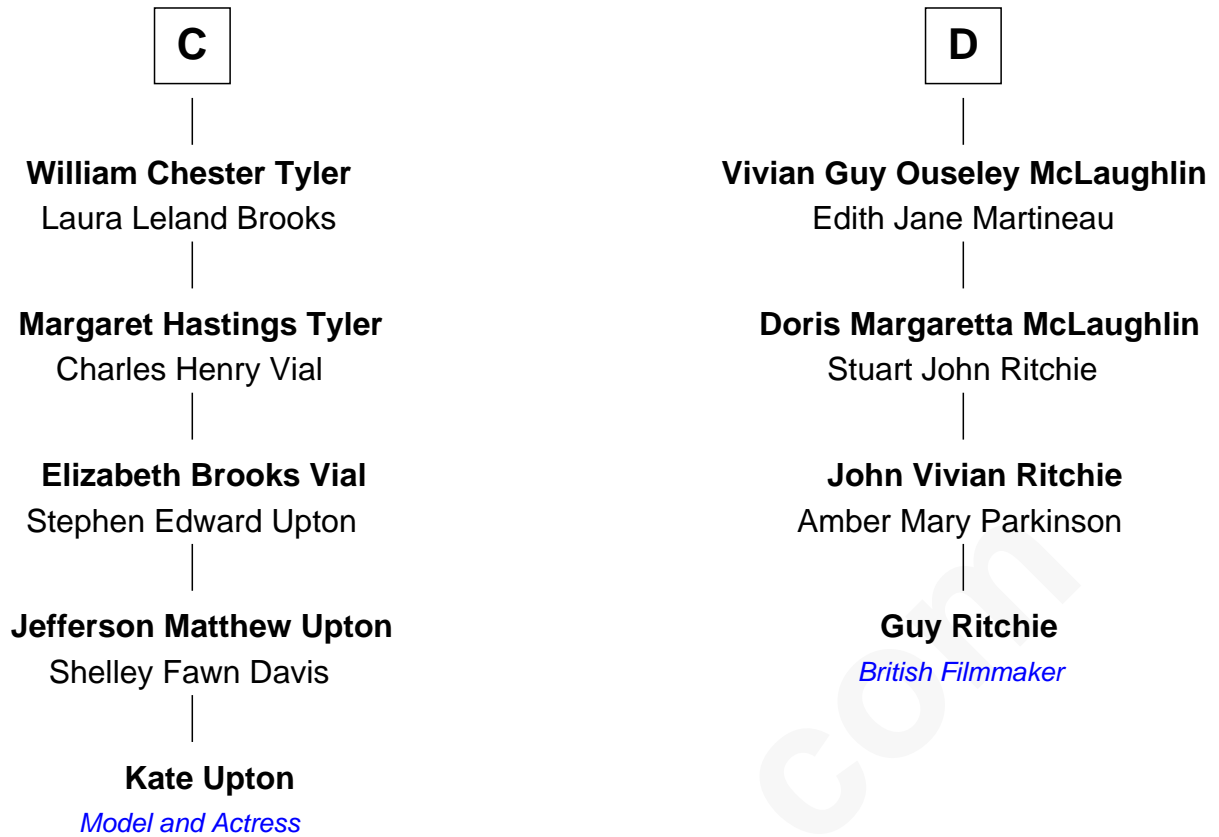 C
William Chester Tyler
Laura Leland Brooks
Margaret Hastings Tyler
Charles Henry Vial
Elizabeth Brooks Vial
Stephen Edward Upton
Jefferson Matthew Upton
Shelley Fawn Davis
Kate Upton
Model and Actress
D
Vivian Guy Ouseley McLaughlin
Edith Jane Martineau
Doris Margaretta McLaughlin
Stuart John Ritchie
John Vivian Ritchie
Amber Mary Parkinson
Guy Ritchie
British Filmmaker
com